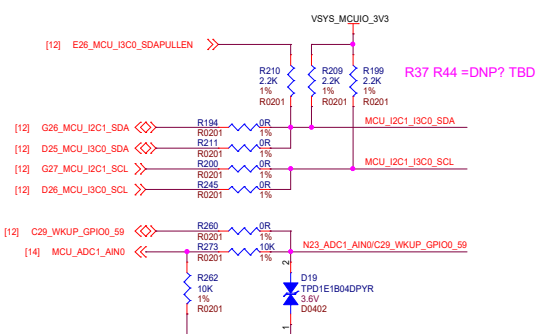 VSYS_MCUIO_3V3
[12] E26_MCU_I3C0_SDAPULLEN
R210
2.2K
1%
R0201
R209
2.2K
1%
R0201
R199
2.2K
1%
R0201
R37 R44 =DNP? TBD
[12] G26_MCU_I2C1_SDA
R194
R0201
0R
1%
MCU_I2C1_I3C0_SDA
[12] D25_MCU_I3C0_SDA
R211
R0201
0R
1%
[12] G27_MCU_I2C1_SCL
R200
R0201
0R
1%
MCU_I2C1_I3C0_SCL
[12] D26_MCU_I3C0_SCL
R245
R0201
0R
1%
[12] C29_WKUP_GPIO0_59
R260
R0201
0R
1%
[14] MCU_ADC1_AIN0
R273
R0201
10K
1%
N23_ADC1_AIN0/C29_WKUP_GPIO0_59
R262
10K
1%
R0201
2
D19
TPD1E1B04DPYR
3.6V
D0402
1